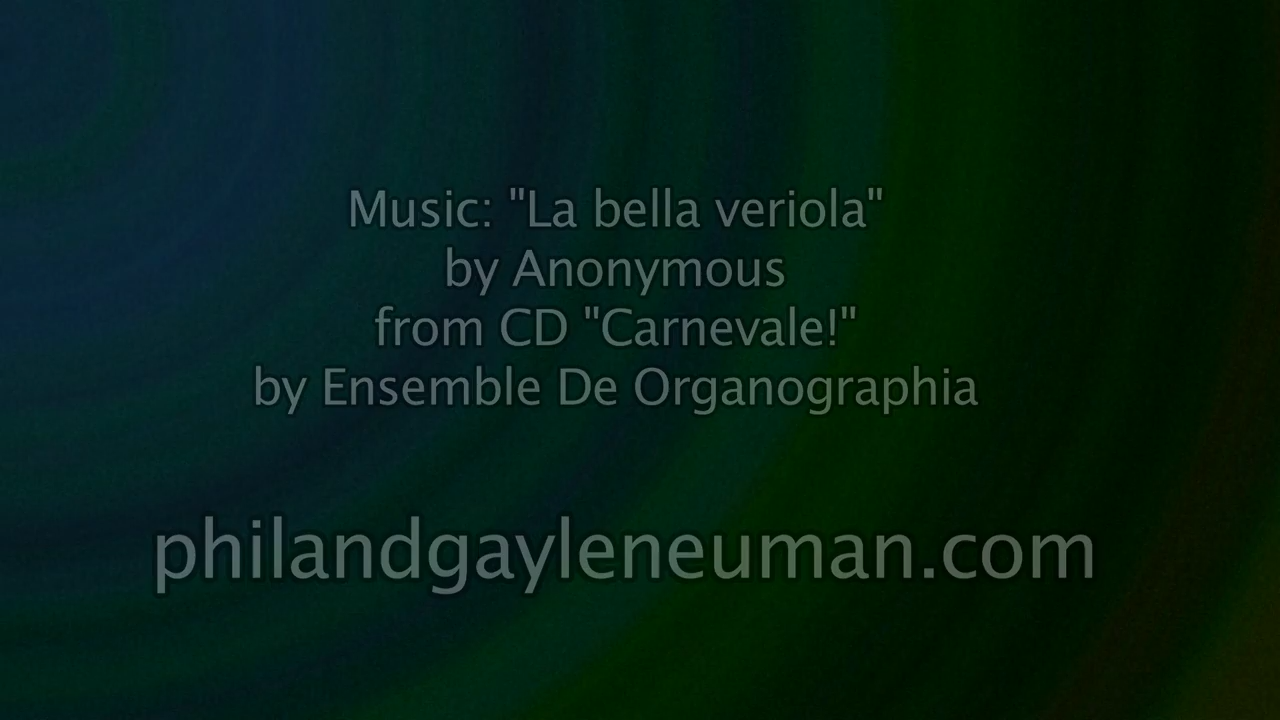 Music: "La bella veriola"
by Anonymous
from CD "Carnevale!"
by Ensemble De Organographia
philandgayleneuman.com